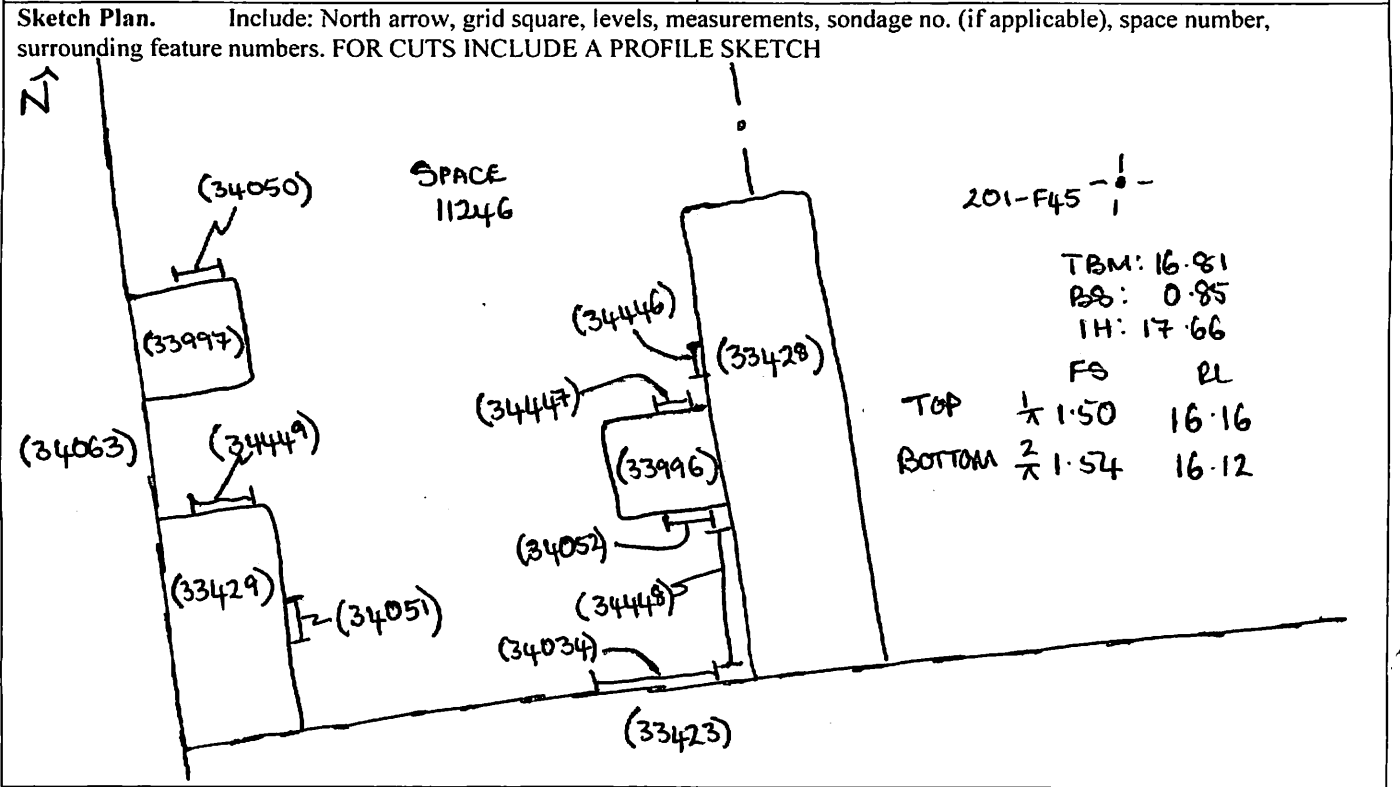 Sketch Plan. Include: North arrow, grid square, levels, measurements, sondage no. (if applicable), space number,
surrounding feature numbers. FOR CUTS INCLUDE A PROFILE SKETCH
N
SPACE
11246
(34050)
201-F45
TBM: 16.81
BS: 0.85
IH: 17.66
FS RL
TOP 1 1.50 16.16
BOTTOM 2 1.54 16.12
(33997)
(34446)
(33428)
(34447)
(34063)
(34449)
(33996)
(34052)
(33429)
(34051)
(34448)
(34034)
(33423)